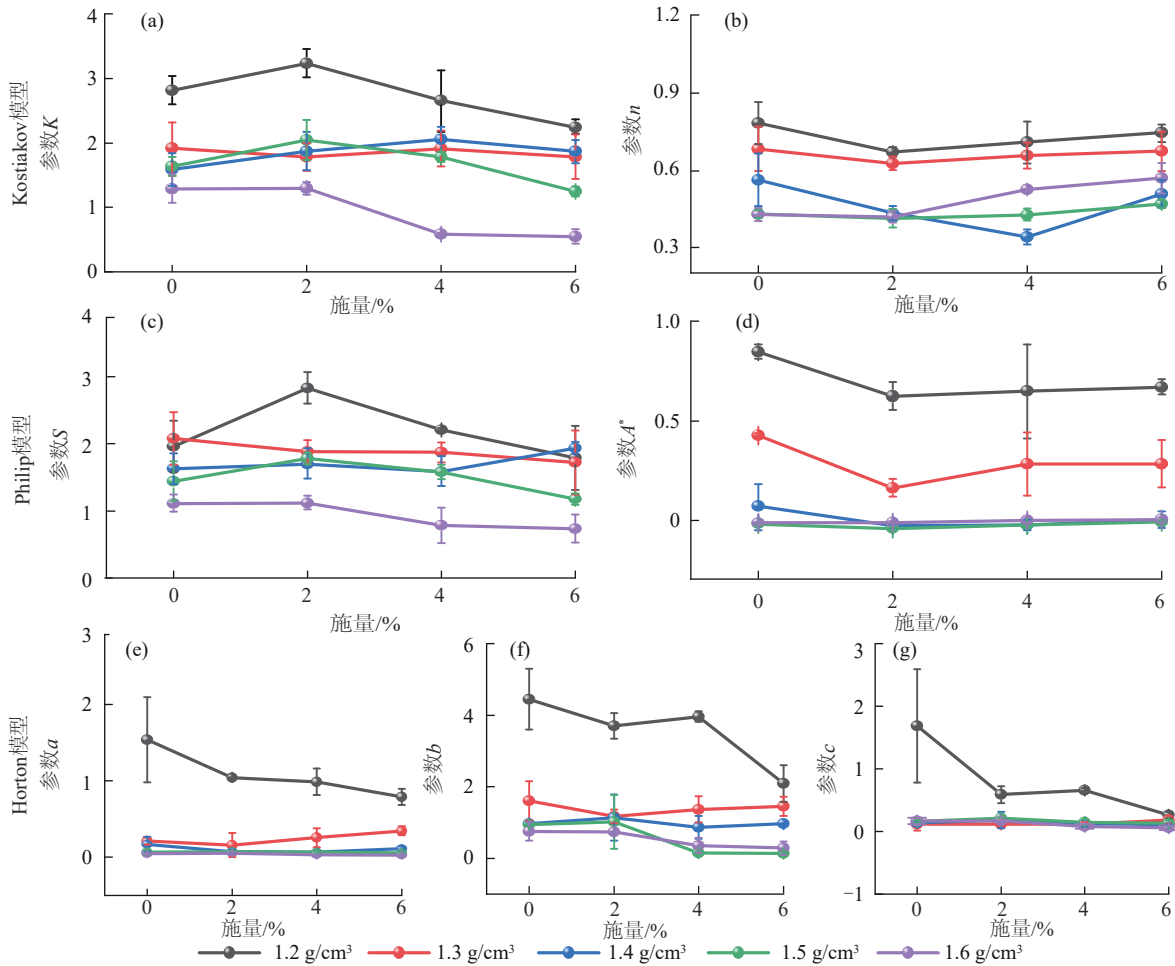 Kostiakov模型
参数K
4
3
2
1
0
(a)
0 2 4 6
施量/%
参数n
1.2
0.9
0.6
0.3
(b)
0 2 4 6
施量/%
Philip模型
参数S
4
3
2
1
0
(c)
0 2 4 6
施量/%
参数A*
1.0
0.5
0
(d)
0 2 4 6
施量/%
Horton模型
参数a
3
2
1
0
(e)
0 2 4 6
施量/%
参数b
6
4
2
0
(f)
0 2 4 6
施量/%
参数c
3
2
1
0
−1
(g)
0 2 4 6
施量/%
1.2 g/cm³ 1.3 g/cm³ 1.4 g/cm³ 1.5 g/cm³ 1.6 g/cm³